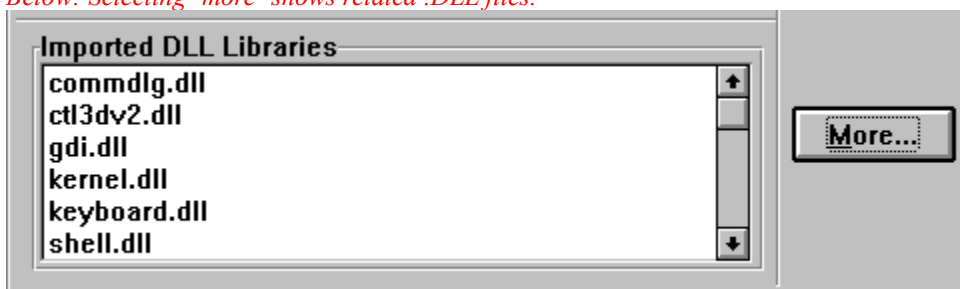 Below: Selecting "more" shows related .DLL files.
Imported DLL Libraries
commdlg.dll
ctl3dv2.dll
gdi.dll
kernel.dll
keyboard.dll
shell.dll
More...